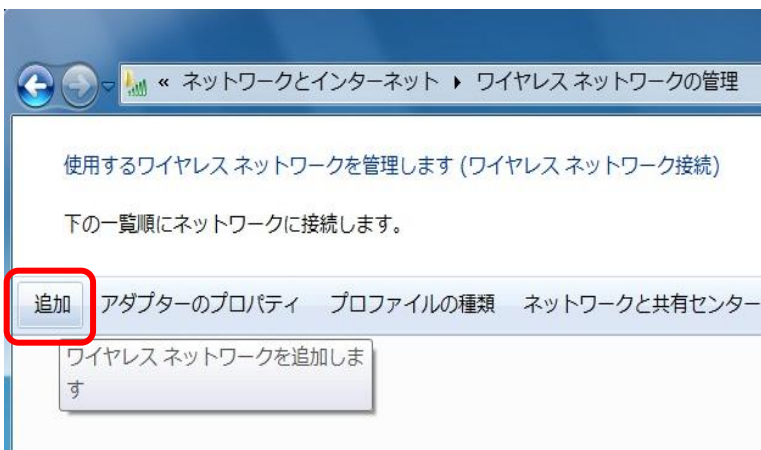 « ネットワークとインターネット ▸ ワイヤレス ネットワークの管理
使用するワイヤレス ネットワークを管理します (ワイヤレス ネットワーク接続)
下の一覧順にネットワークに接続します。
追加 アダプターのプロパティ プロファイルの種類 ネットワークと共有センター
ワイヤレス ネットワークを追加しま
す